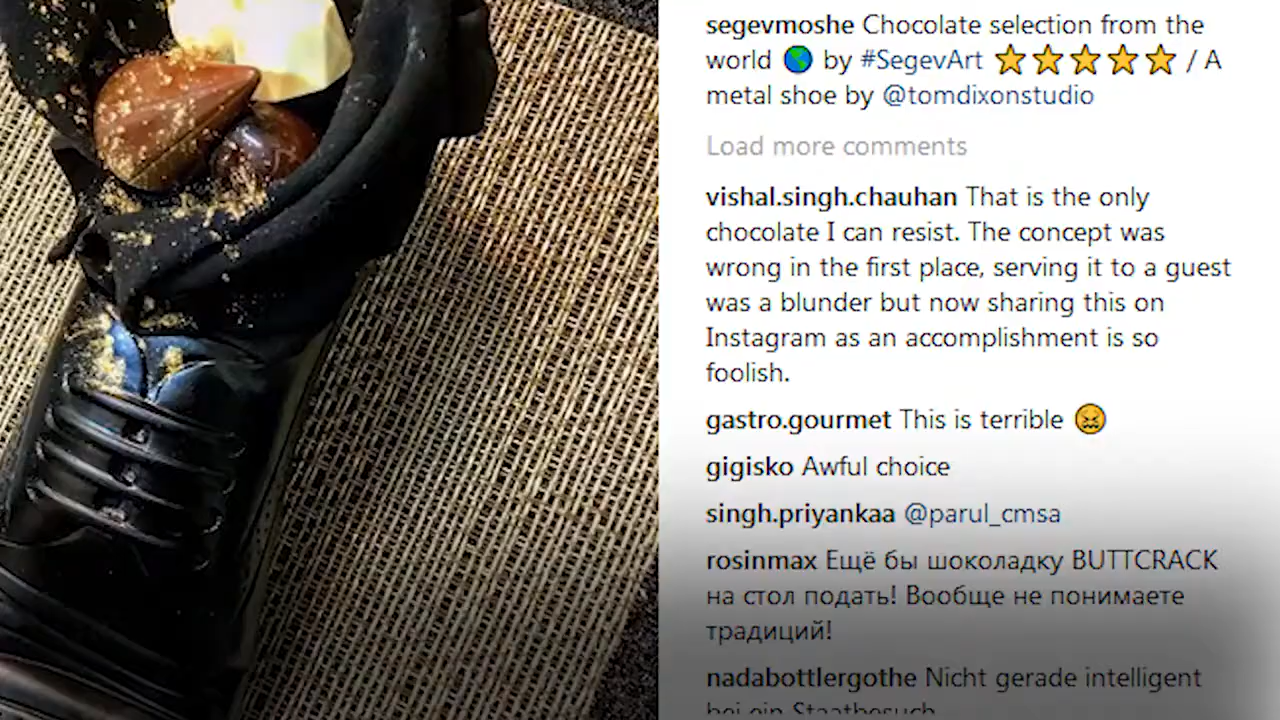 segevmoshe Chocolate selection from the
world 🌎 by #SegevArt ⭐⭐⭐⭐⭐ / A
metal shoe by @tomdixonstudio
Load more comments
vishal.singh.chauhan That is the only
chocolate I can resist. The concept was
wrong in the first place, serving it to a guest
was a blunder but now sharing this on
Instagram as an accomplishment is so
foolish.
gastro.gourmet This is terrible 😖
gigisko Awful choice
singh.priyankaa @parul_cmsa
rosinmax Ещё бы шоколадку BUTTCRACK
на стол подать! Вообще не понимаете
традиций!
nadabottlergothe Nicht gerade intelligent
bei ein Staatbesuch